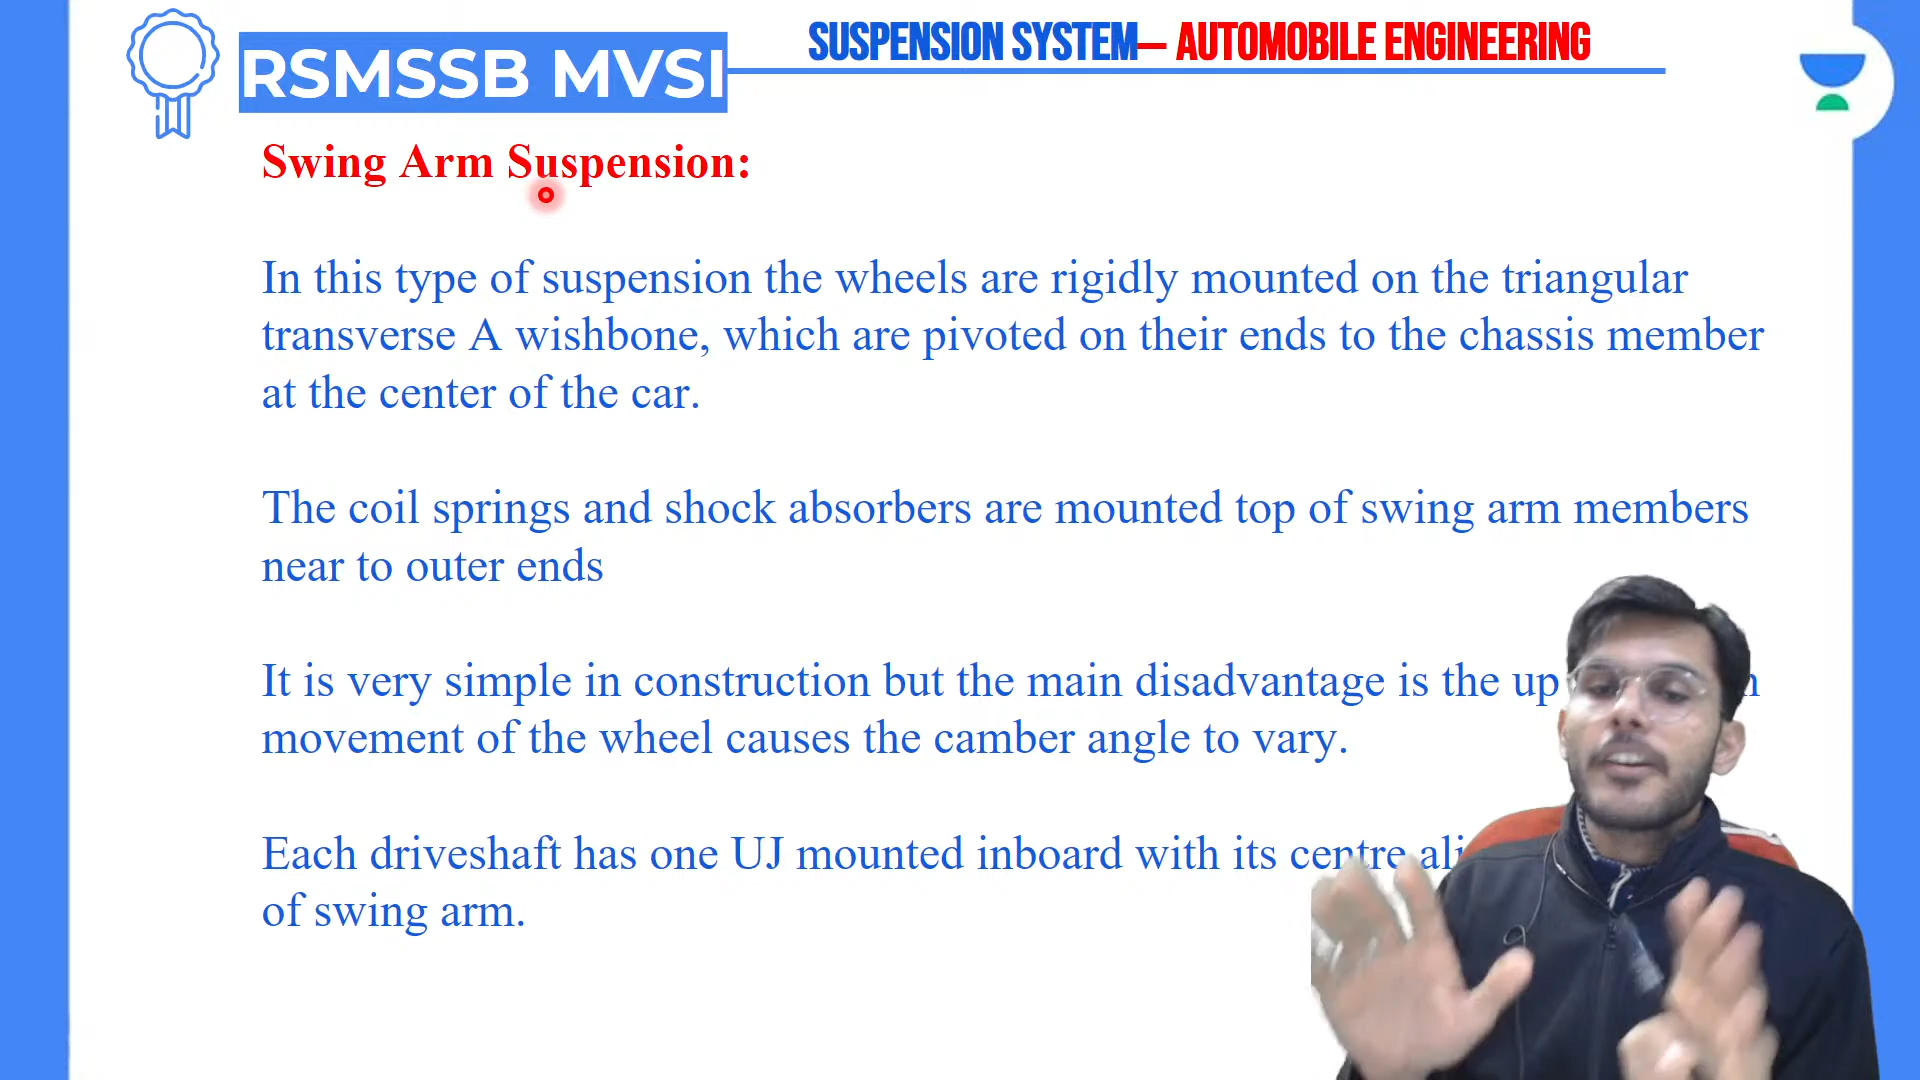 SUSPENSION SYSTEM— AUTOMOBILE ENGINEERING
RSMSSB MVSI
Swing Arm Suspension:
In this type of suspension the wheels are rigidly mounted on the triangular
transverse A wishbone, which are pivoted on their ends to the chassis member
at the center of the car.
The coil springs and shock absorbers are mounted top of swing arm members
near to outer ends
It is very simple in construction but the main disadvantage is the up
movement of the wheel causes the camber angle to vary.
Each driveshaft has one UJ mounted inboard with its centre
of swing arm.